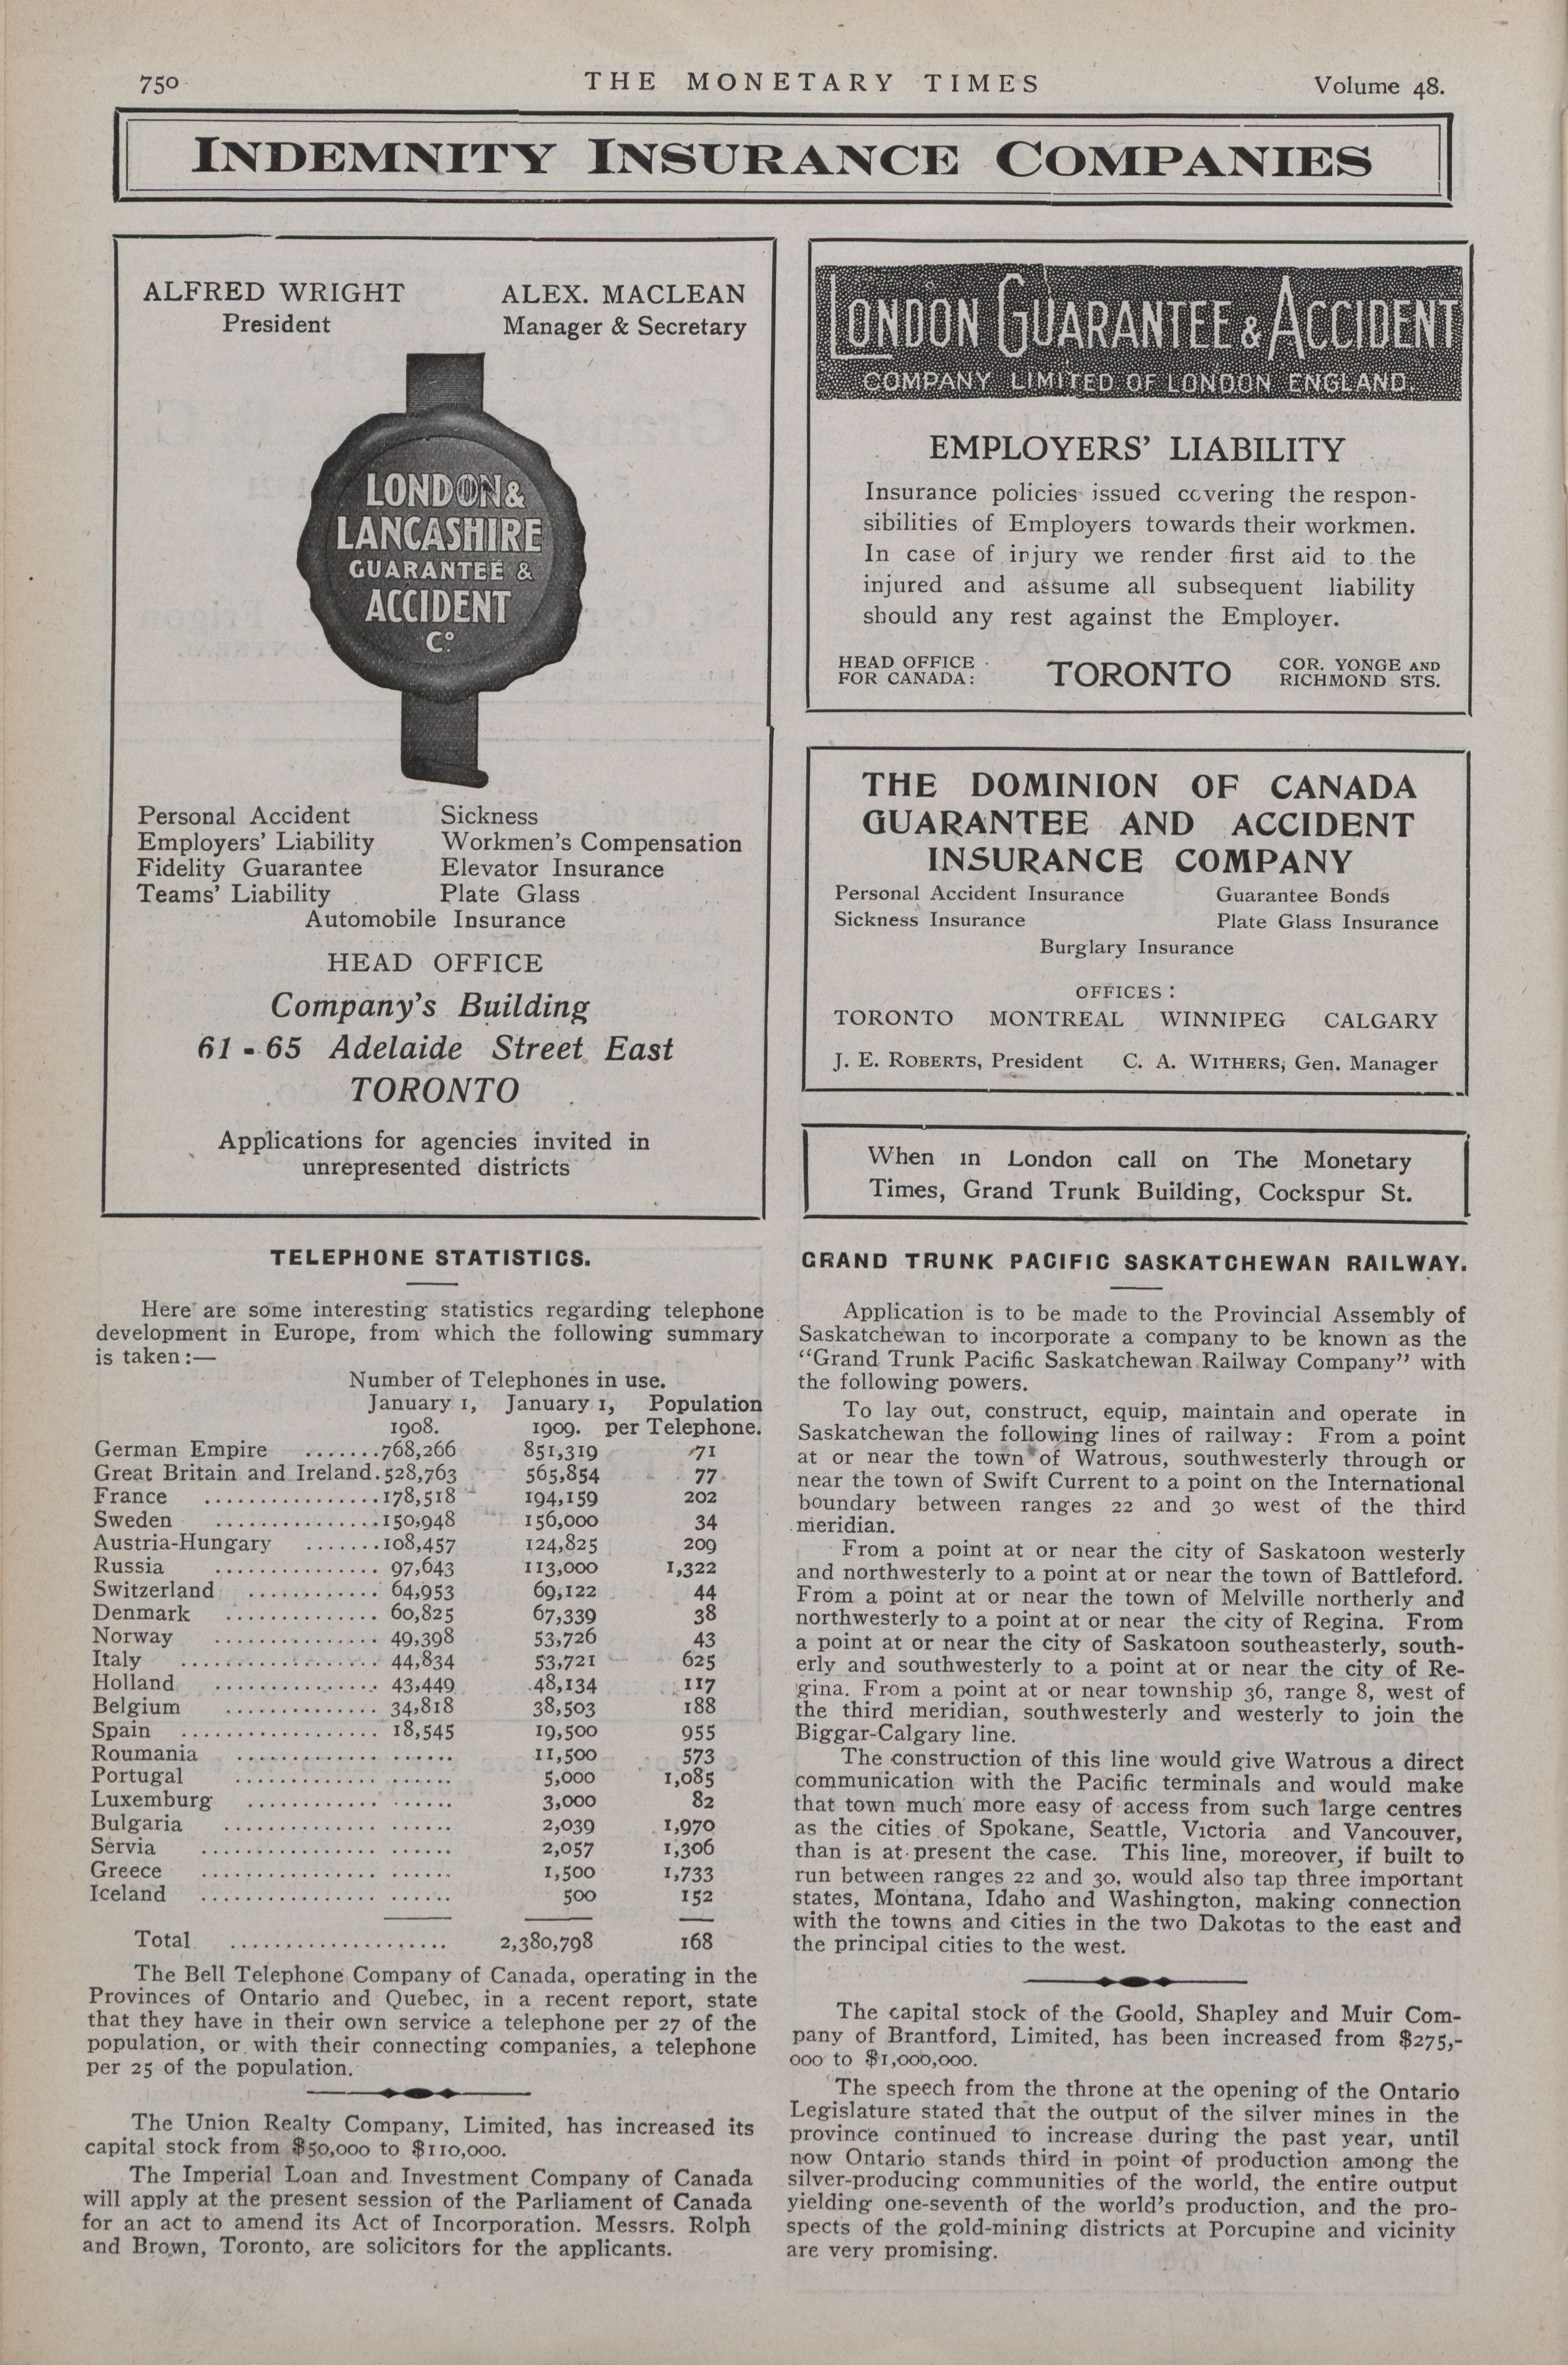 750
THE MONETARY TIMES
Volume 48.
INDEMNITY INSURANCE COMPANIES
ALFRED WRIGHT
President
ALEX. MACLEAN
Manager & Secretary
LONDON &
LANCASHIRE
GUARANTEE &
ACCIDENT
Co.
Personal Accident Sickness
Employers' Liability Workmen's Compensation
Fidelity Guarantee Elevator Insurance
Teams' Liability Plate Glass
Automobile Insurance
HEAD OFFICE
Company's Building
61 - 65 Adelaide Street East
TORONTO
Applications for agencies invited in
unrepresented districts
LONDON GUARANTEE & ACCIDENT
COMPANY LIMITED OF LONDON ENGLAND
EMPLOYERS' LIABILITY
Insurance policies issued covering the respon-
sibilities of Employers towards their workmen.
In case of injury we render first aid to the
injured and assume all subsequent liability
should any rest against the Employer.
HEAD OFFICE
FOR CANADA:
TORONTO
COR. YONGE AND
RICHMOND STS.
THE DOMINION OF CANADA
GUARANTEE AND ACCIDENT
INSURANCE COMPANY
Personal Accident Insurance Guarantee Bonds
Sickness Insurance Plate Glass Insurance
Burglary Insurance
OFFICES:
TORONTO MONTREAL WINNIPEG CALGARY
J. E. ROBERTS, President C. A. WITHERS, Gen. Manager
When in London call on The Monetary
Times, Grand Trunk Building, Cockspur St.
TELEPHONE STATISTICS.
Here are some interesting statistics regarding telephone
development in Europe, from which the following summary
is taken:—
Number of Telephones in use.
January 1, January 1, Population
1908. 1909. per Telephone.
German Empire .......768,266 851,319 71
Great Britain and Ireland.528,763 565,854 77
France ................178,518 194,159 202
Sweden ...............150,948 156,000 34
Austria-Hungary .......108,457 124,825 209
Russia ............... 97,643 113,000 1,322
Switzerland ............ 64,953 69,122 44
Denmark .............. 60,825 67,339 38
Norway ............... 49,398 53,726 43
Italy .................. 44,834 53,721 625
Holland ............... 43,449 48,134 117
Belgium .............. 34,818 38,503 188
Spain .................. 18,545 19,500 955
Roumania ............. ...... 11,500 573
Portugal ............. ...... 5,000 1,085
Luxemburg ............ ...... 3,000 82
Bulgaria .............. ...... 2,039 1,970
Servia ................ ...... 2,057 1,306
Greece ................ ...... 1,500 1,733
Iceland ................ ...... 500 152
Total .................... 2,380,798 168
The Bell Telephone Company of Canada, operating in the
Provinces of Ontario and Quebec, in a recent report, state
that they have in their own service a telephone per 27 of the
population, or with their connecting companies, a telephone
per 25 of the population.
The Union Realty Company, Limited, has increased its
capital stock from $50,000 to $110,000.
The Imperial Loan and Investment Company of Canada
will apply at the present session of the Parliament of Canada
for an act to amend its Act of Incorporation. Messrs. Rolph
and Brown, Toronto, are solicitors for the applicants.
GRAND TRUNK PACIFIC SASKATCHEWAN RAILWAY.
Application is to be made to the Provincial Assembly of
Saskatchewan to incorporate a company to be known as the
"Grand Trunk Pacific Saskatchewan Railway Company" with
the following powers.
To lay out, construct, equip, maintain and operate in
Saskatchewan the following lines of railway: From a point
at or near the town of Watrous, southwesterly through or
near the town of Swift Current to a point on the International
boundary between ranges 22 and 30 west of the third
meridian.
From a point at or near the city of Saskatoon westerly
and northwesterly to a point at or near the town of Battleford.
From a point at or near the town of Melville northerly and
northwesterly to a point at or near the city of Regina. From
a point at or near the city of Saskatoon southeasterly, south-
erly and southwesterly to a point at or near the city of Re-
gina. From a point at or near township 36, range 8, west of
the third meridian, southwesterly and westerly to join the
Biggar-Calgary line.
The construction of this line would give Watrous a direct
communication with the Pacific terminals and would make
that town much more easy of access from such large centres
as the cities of Spokane, Seattle, Victoria and Vancouver,
than is at present the case. This line, moreover, if built to
run between ranges 22 and 30, would also tap three important
states, Montana, Idaho and Washington, making connection
with the towns and cities in the two Dakotas to the east and
the principal cities to the west.
The capital stock of the Goold, Shapley and Muir Com-
pany of Brantford, Limited, has been increased from $275,-
000 to $1,000,000.
The speech from the throne at the opening of the Ontario
Legislature stated that the output of the silver mines in the
province continued to increase during the past year, until
now Ontario stands third in point of production among the
silver-producing communities of the world, the entire output
yielding one-seventh of the world's production, and the pro-
spects of the gold-mining districts at Porcupine and vicinity
are very promising.